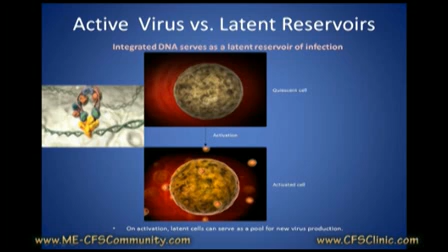 Active Virus vs. Latent Reservoirs
Integrated DNA serves as a latent reservoir of infection
Quiescent cell
Activation
Activated cell
• On activation, latent cells can serve as a pool for new virus production.
www.ME-CFSCommunity.com
www.CFSClinic.com